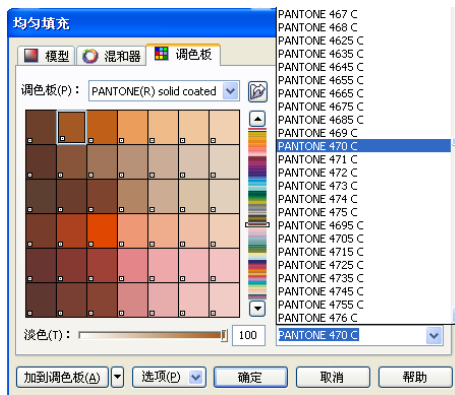 均匀填充
模型 混和器 调色板
调色板(P)： PANTONE(R) solid coated
淡色(T)： 100
PANTONE 467 C
PANTONE 468 C
PANTONE 4625 C
PANTONE 4635 C
PANTONE 4645 C
PANTONE 4655 C
PANTONE 4665 C
PANTONE 4675 C
PANTONE 4685 C
PANTONE 469 C
PANTONE 470 C
PANTONE 471 C
PANTONE 472 C
PANTONE 473 C
PANTONE 474 C
PANTONE 475 C
PANTONE 4695 C
PANTONE 4705 C
PANTONE 4715 C
PANTONE 4725 C
PANTONE 4735 C
PANTONE 4745 C
PANTONE 4755 C
PANTONE 476 C
PANTONE 470 C
加到调色板(A) 选项(P) 确定 取消 帮助